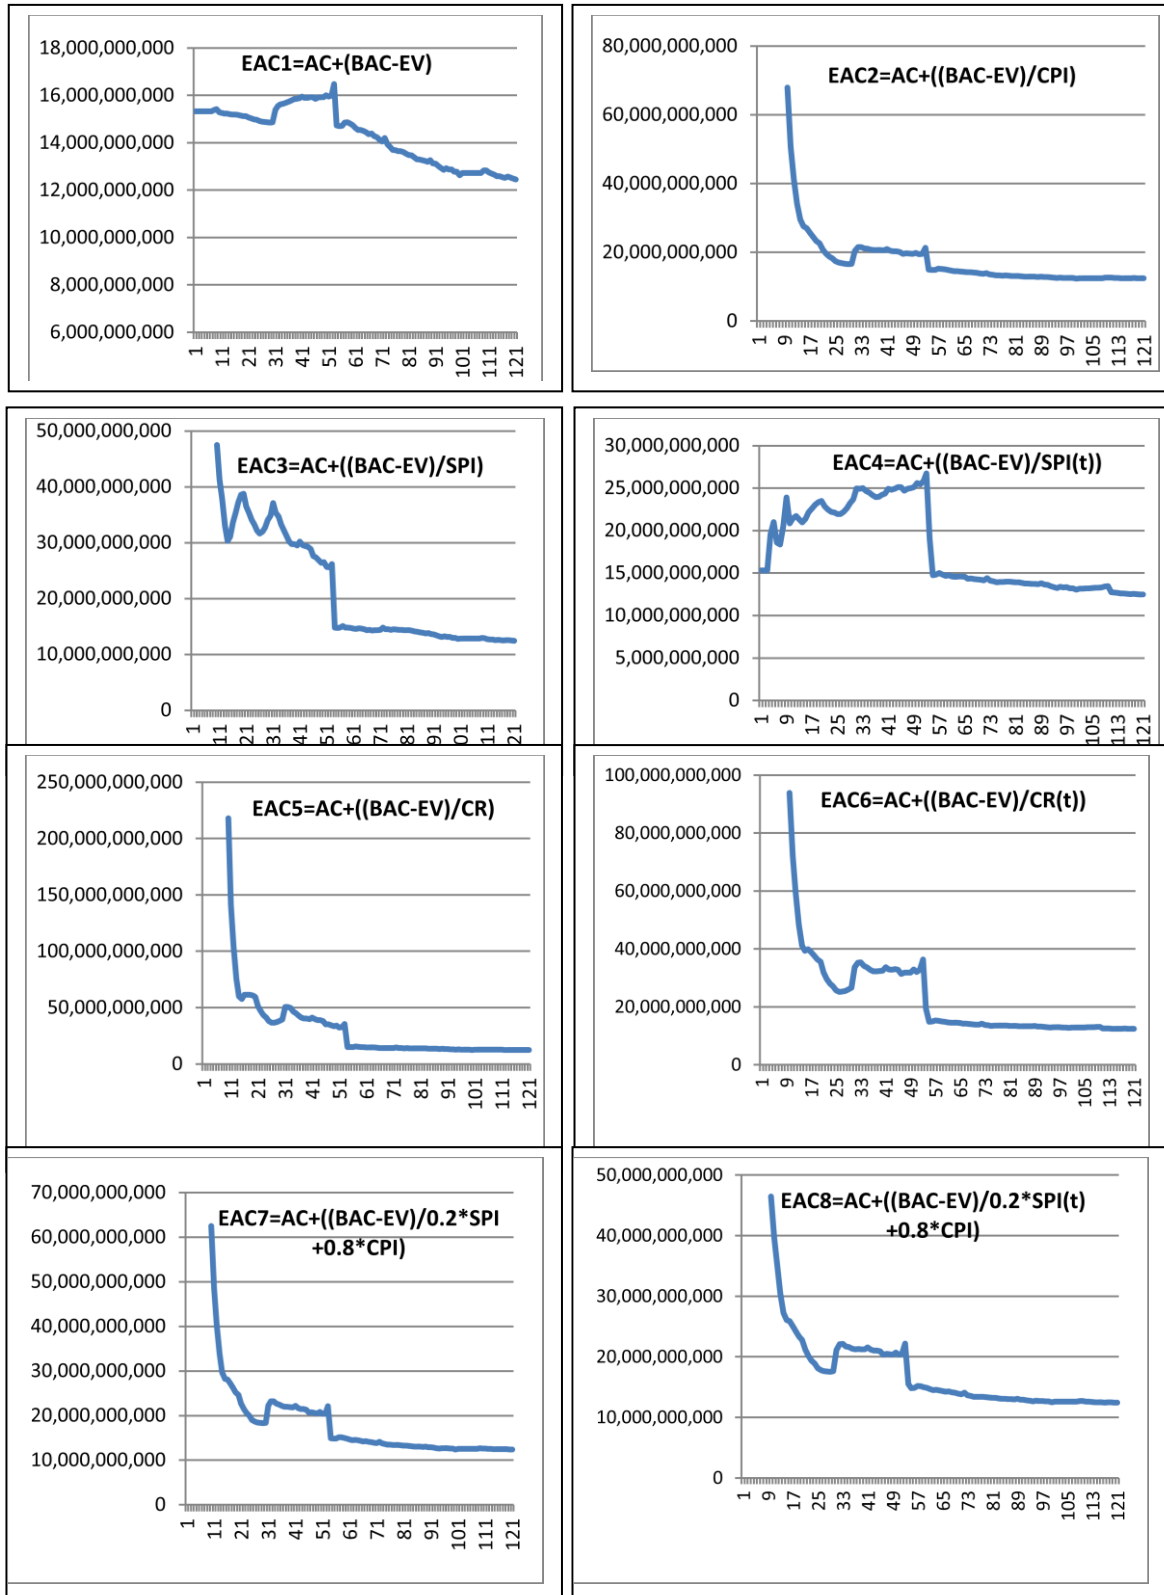 EAC1=AC+(BAC-EV)
18,000,000,000
16,000,000,000
14,000,000,000
12,000,000,000
10,000,000,000
8,000,000,000
6,000,000,000
1 11 21 31 41 51 61 71 81 91 101 111 121
EAC2=AC+((BAC-EV)/CPI)
80,000,000,000
60,000,000,000
40,000,000,000
20,000,000,000
0
1 9 17 25 33 41 49 57 65 73 81 89 97 105 113 121
EAC3=AC+((BAC-EV)/SPI)
50,000,000,000
40,000,000,000
30,000,000,000
20,000,000,000
10,000,000,000
0
1 11 21 31 41 51 61 71 81 91 101 111 121
EAC4=AC+((BAC-EV)/SPI(t))
30,000,000,000
25,000,000,000
20,000,000,000
15,000,000,000
10,000,000,000
5,000,000,000
0
1 9 17 25 33 41 49 57 65 73 81 89 97 105 113 121
EAC5=AC+((BAC-EV)/CR)
250,000,000,000
200,000,000,000
150,000,000,000
100,000,000,000
50,000,000,000
0
1 11 21 31 41 51 61 71 81 91 101 111 121
EAC6=AC+((BAC-EV)/CR(t))
100,000,000,000
80,000,000,000
60,000,000,000
40,000,000,000
20,000,000,000
0
1 9 17 25 33 41 49 57 65 73 81 89 97 105 113 121
EAC7=AC+((BAC-EV)/0.2*SPI
+0.8*CPI)
70,000,000,000
60,000,000,000
50,000,000,000
40,000,000,000
30,000,000,000
20,000,000,000
10,000,000,000
0
1 11 21 31 41 51 61 71 81 91 101 111 121
EAC8=AC+((BAC-EV)/0.2*SPI(t)
+0.8*CPI)
50,000,000,000
40,000,000,000
30,000,000,000
20,000,000,000
10,000,000,000
0
1 9 17 25 33 41 49 57 65 73 81 89 97 105 113 121